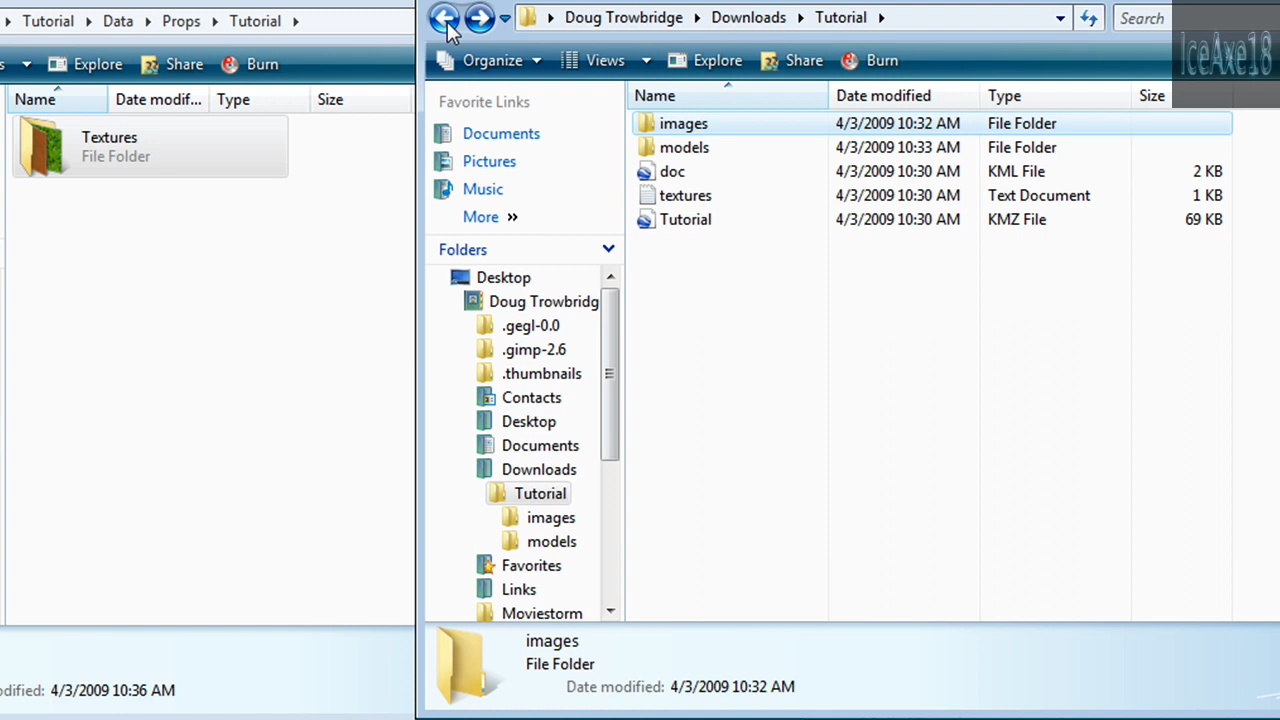 Tutorial Data Props Tutorial
s Explore Share Burn
Name Date modif... Type Size
Textures
File Folder
odified: 4/3/2009 10:36 AM
Doug Trowbridge Downloads Tutorial Search
IceAxe18
Organize Views Explore Share Burn
Favorite Links
Documents
Pictures
Music
More »
Folders
Desktop
Doug Trowbridg
.gegl-0.0
.gimp-2.6
.thumbnails
Contacts
Desktop
Documents
Downloads
Tutorial
images
models
Favorites
Links
Moviestorm
Name Date modified Type Size
images 4/3/2009 10:32 AM File Folder
models 4/3/2009 10:33 AM File Folder
doc 4/3/2009 10:30 AM KML File 2 KB
textures 4/3/2009 10:30 AM Text Document 1 KB
Tutorial 4/3/2009 10:30 AM KMZ File 69 KB
images
File Folder
Date modified: 4/3/2009 10:32 AM